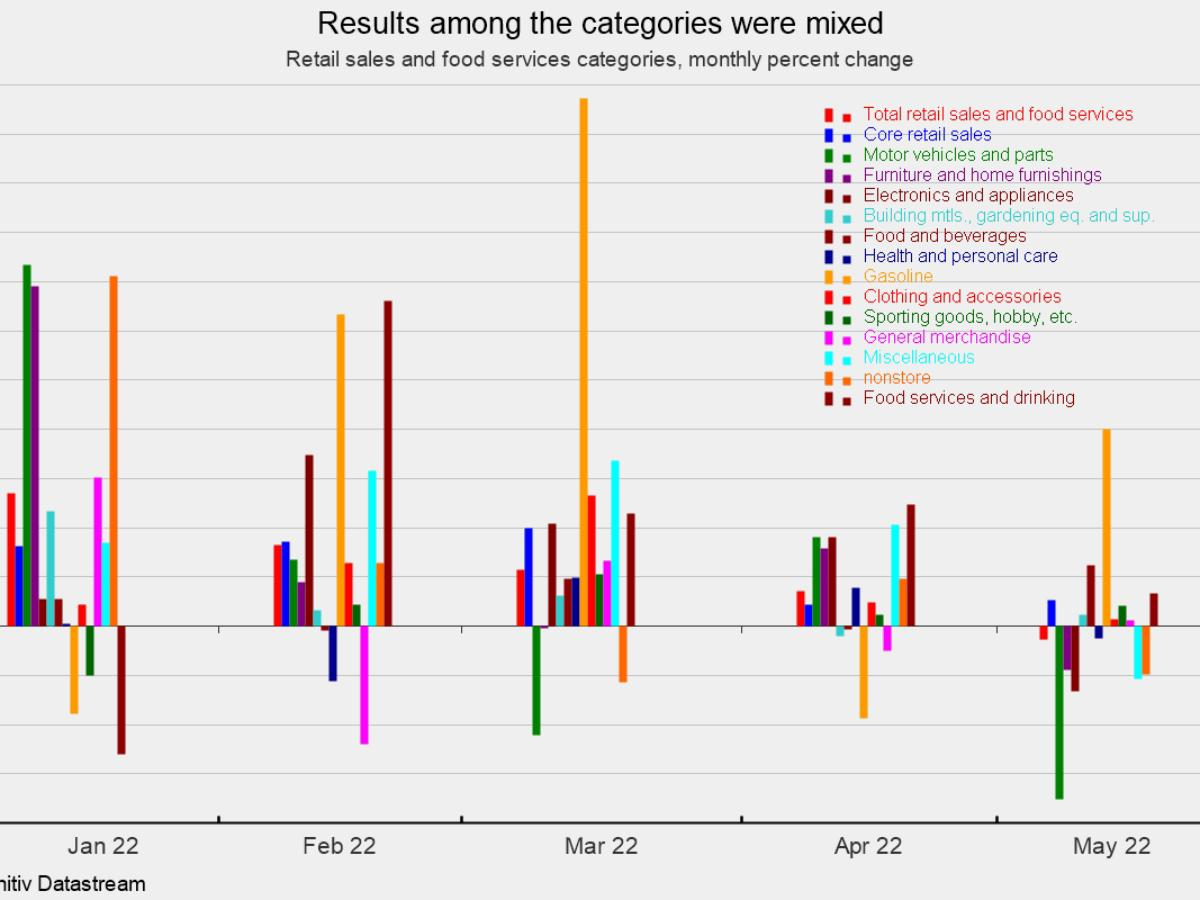 Results among the categories were mixed
Retail sales and food services categories, monthly percent change
Total retail sales and food services
Core retail sales
Motor vehicles and parts
Furniture and home furnishings
Electronics and appliances
Building mtls., gardening eq. and sup.
Food and beverages
Health and personal care
Gasoline
Clothing and accessories
Sporting goods, hobby, etc.
General merchandise
Miscellaneous
nonstore
Food services and drinking
Jan 22 Feb 22 Mar 22 Apr 22 May 22
nitiv Datastream